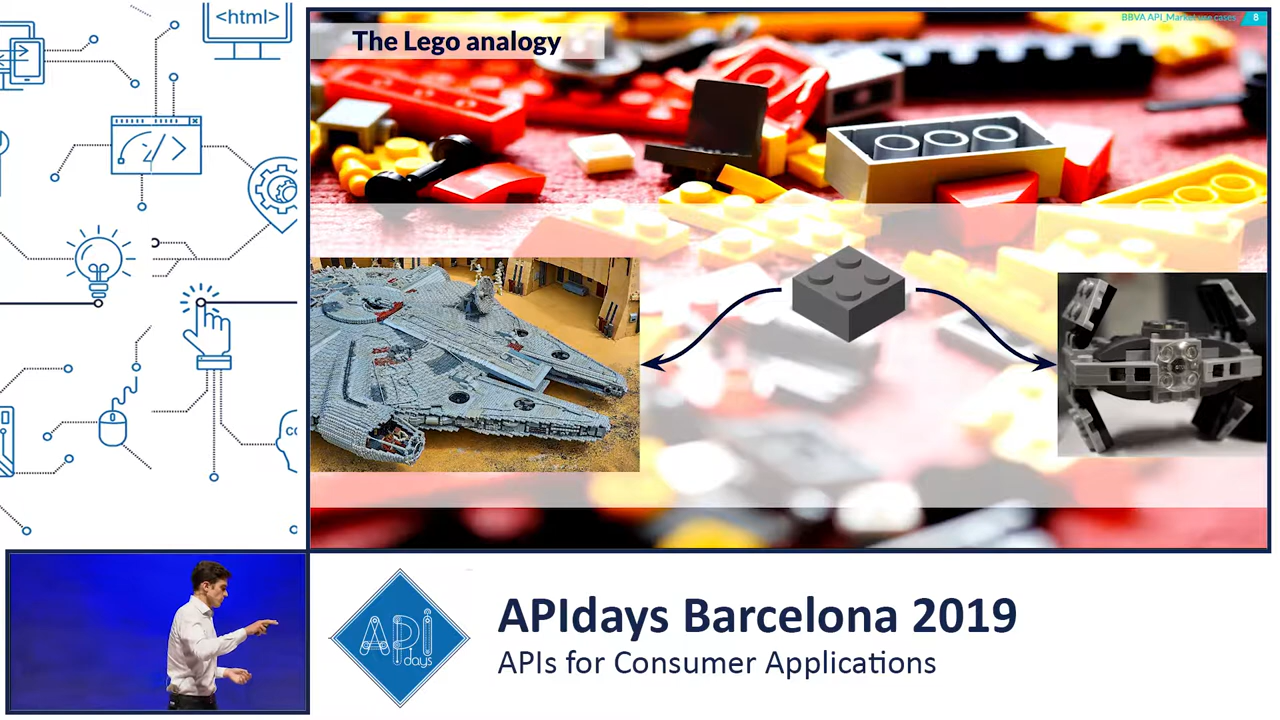 <html>
BBVA API_Market use cases 8
The Lego analogy
</>
API
days
APIdays Barcelona 2019
APIs for Consumer Applications